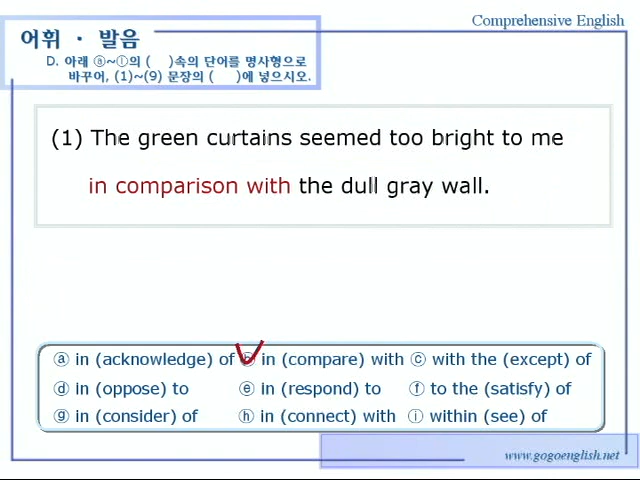 Comprehensive English
어휘 · 발음
D. 아래 ⓐ~ⓘ의 (    )속의 단어를 명사형으로
바꾸어, (1)~(9) 문장의 (    )에 넣으시오.
(1) The green curtains seemed too bright to me
in comparison with the dull gray wall.
ⓐ in (acknowledge) of ⓑ in (compare) with ⓒ with the (except) of
ⓓ in (oppose) to ⓔ in (respond) to ⓕ to the (satisfy) of
ⓖ in (consider) of ⓗ in (connect) with ⓘ within (see) of
www.gogoenglish.net